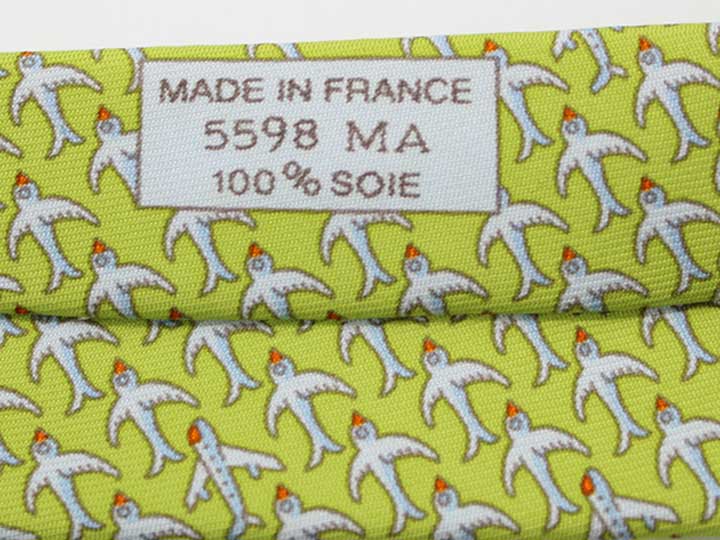 MADE IN FRANCE
5598 MA
100% SOIE